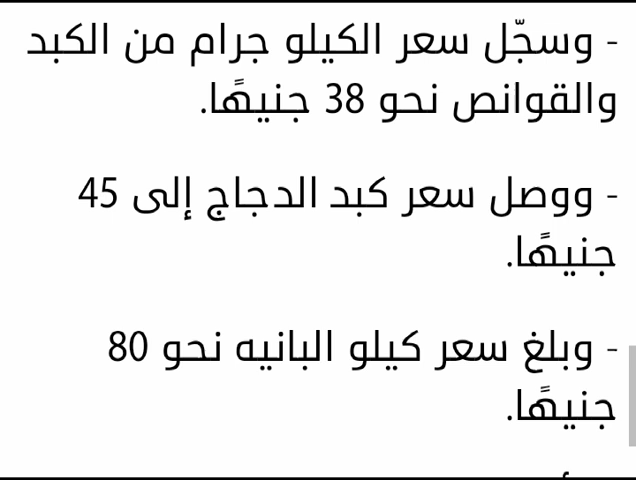 - وسجّل سعر الكيلو جرام من الكبد
والقوانص نحو 38 جنيهًا.
- ووصل سعر كبد الدجاج إلى 45
جنيهًا.
- وبلغ سعر كيلو البانيه نحو 80
جنيهًا.